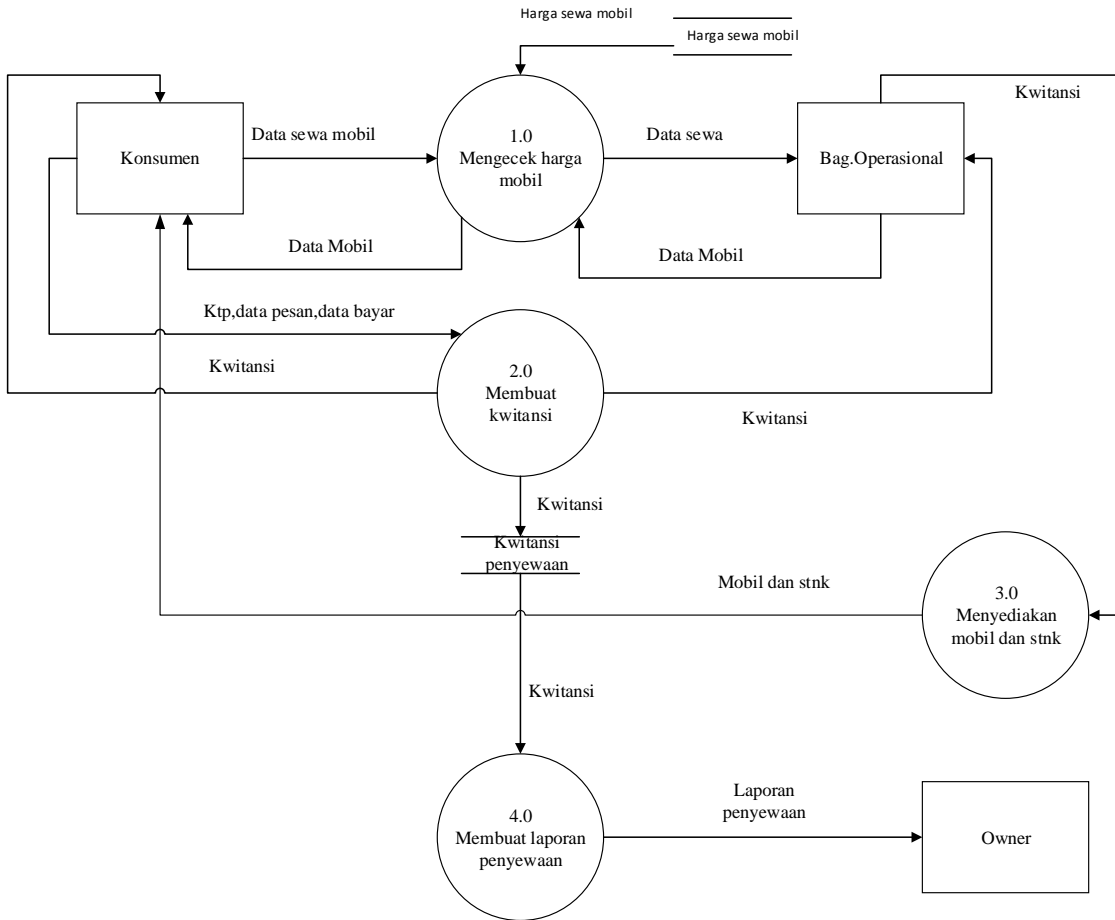 Harga sewa mobil
Harga sewa mobil
Kwitansi
Konsumen
Data sewa mobil
1.0
Mengecek harga
mobil
Data sewa
Bag.Operasional
Data Mobil
Data Mobil
Ktp,data pesan,data bayar
Kwitansi
2.0
Membuat
kwitansi
Kwitansi
Kwitansi
Kwitansi
penyewaan
Mobil dan stnk
3.0
Menyediakan
mobil dan stnk
Kwitansi
4.0
Membuat laporan
penyewaan
Laporan
penyewaan
Owner